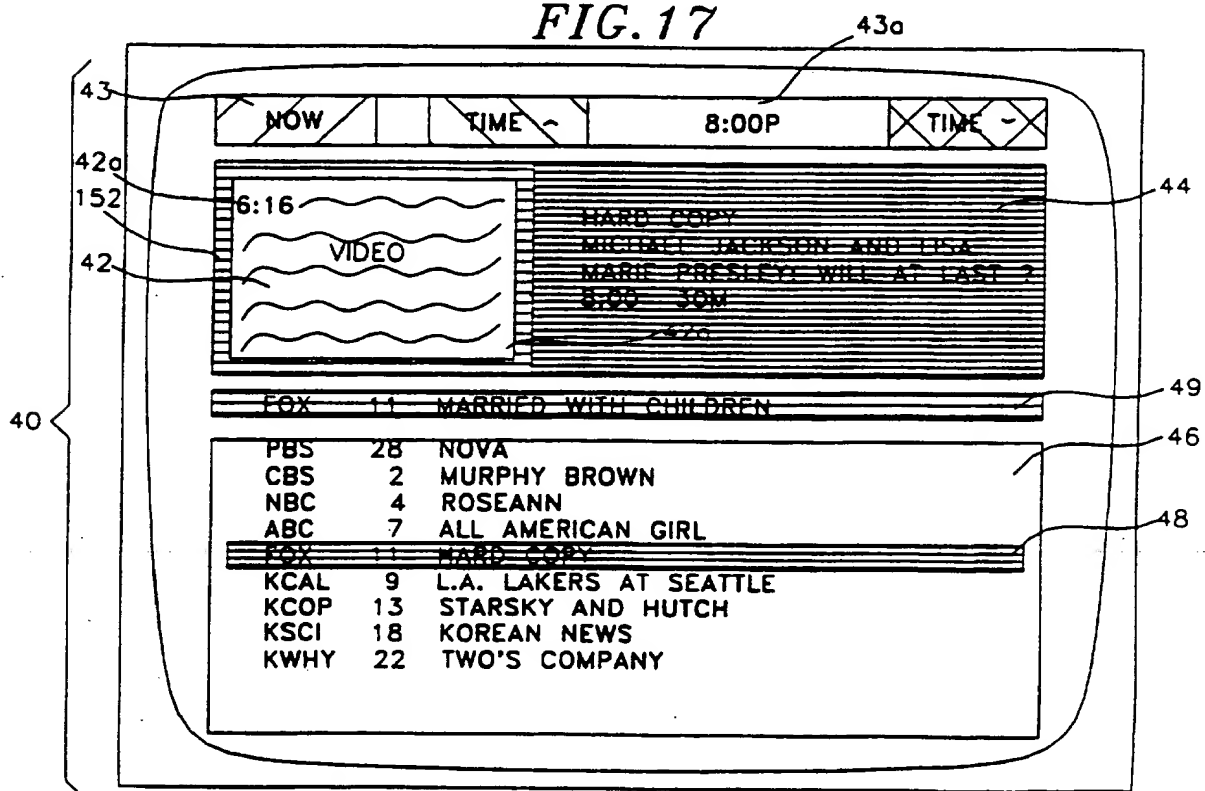 FIG.17
43a
43
NOW TIME ~ 8:00P TIME ~
42a
152
42
6:16
VIDEO
44
HARD COPY
MICHAEL JACKSON AND LISA
MARIE PRESLEY: WILL AT LAST ?
8:00 30M
42a
49
FOX 11 MARRIED WITH CHILDREN
40
46
PBS 28 NOVA
CBS 2 MURPHY BROWN
NBC 4 ROSEANN
ABC 7 ALL AMERICAN GIRL
48
FOX 11 HARD COPY
KCAL 9 L.A. LAKERS AT SEATTLE
KCOP 13 STARSKY AND HUTCH
KSCI 18 KOREAN NEWS
KWHY 22 TWO'S COMPANY